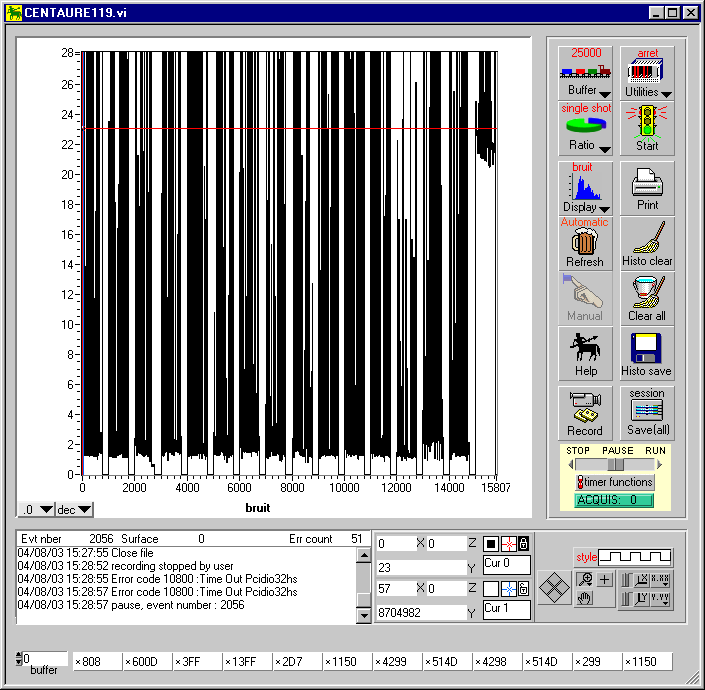 CENTAURE119.vi
28
26
24
22
20
18
16
14
12
10
8
6
4
2
0
0 2000 4000 6000 8000 10000 12000 14000 15807
bruit
.0 dec
25000
Buffer
arret
Utilities
single shot
Ratio
Start
bruit
Display
Print
Automatic
Refresh
Histo clear
Manual
Clear all
Help
Histo save
Record
session
Save(all)
STOP PAUSE RUN
timer functions
ACQUIS: 0
Evt nber 2056 Surface 0 Err count 51
04/08/03 15:27:55 Close file
04/08/03 15:28:52 recording stopped by user
04/08/03 15:28:55 Error code 10800 :Time Out Pcidio32hs
04/08/03 15:28:57 Error code 10800 :Time Out Pcidio32hs
04/08/03 15:28:57 pause, event number : 2056
0 X 0 Z
23 Y Cur 0
57 X 0 Z
8704982 Y Cur 1
style
X X.XX
Y Y.YY
0
buffer
×808 ×600D ×3FF ×13FF ×2D7 ×1150 ×4299 ×514D ×4298 ×514D ×299 ×1150